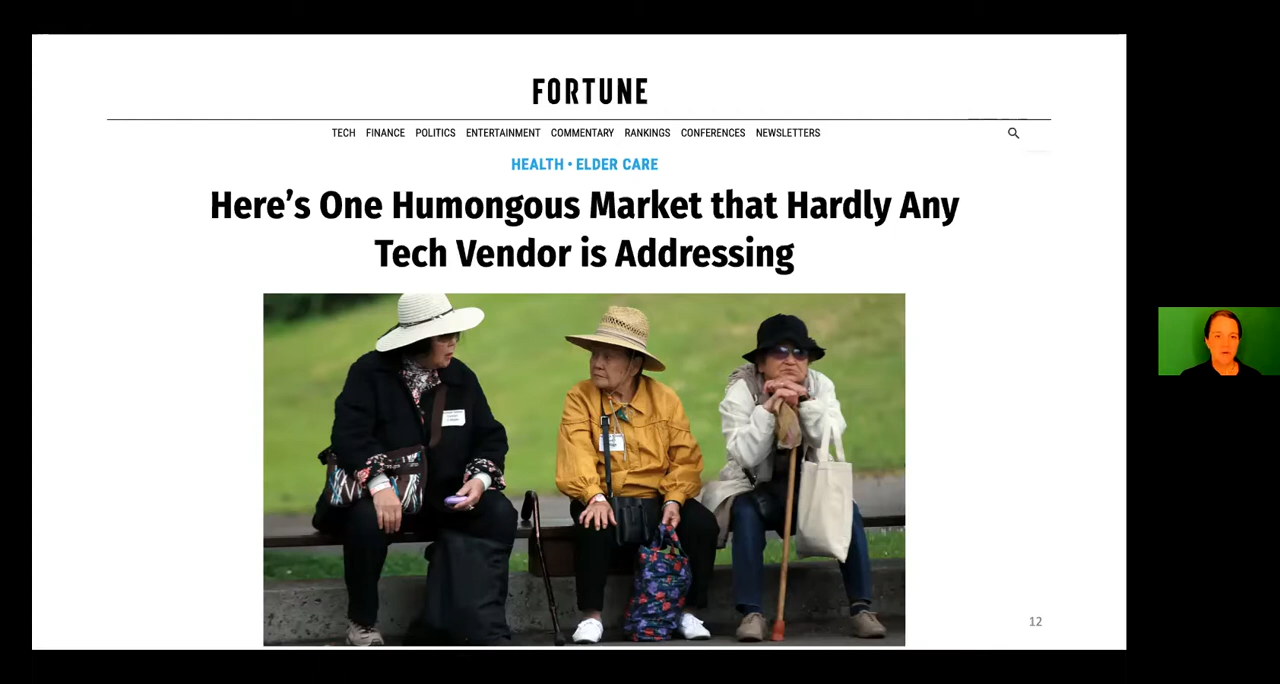 FORTUNE
TECH FINANCE POLITICS ENTERTAINMENT COMMENTARY RANKINGS CONFERENCES NEWSLETTERS
HEALTH • ELDER CARE
Here's One Humongous Market that Hardly Any
Tech Vendor is Addressing
12